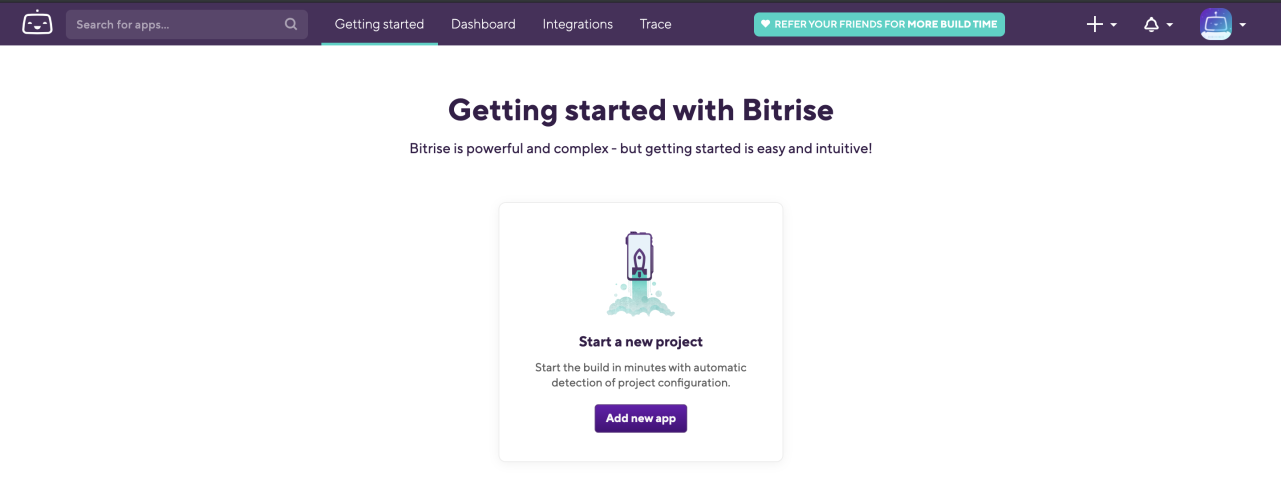 Search for apps...
Getting started
Dashboard
Integrations
Trace
REFER YOUR FRIENDS FOR MORE BUILD TIME
Getting started with Bitrise
Bitrise is powerful and complex - but getting started is easy and intuitive!
Start a new project
Start the build in minutes with automatic
detection of project configuration.
Add new app